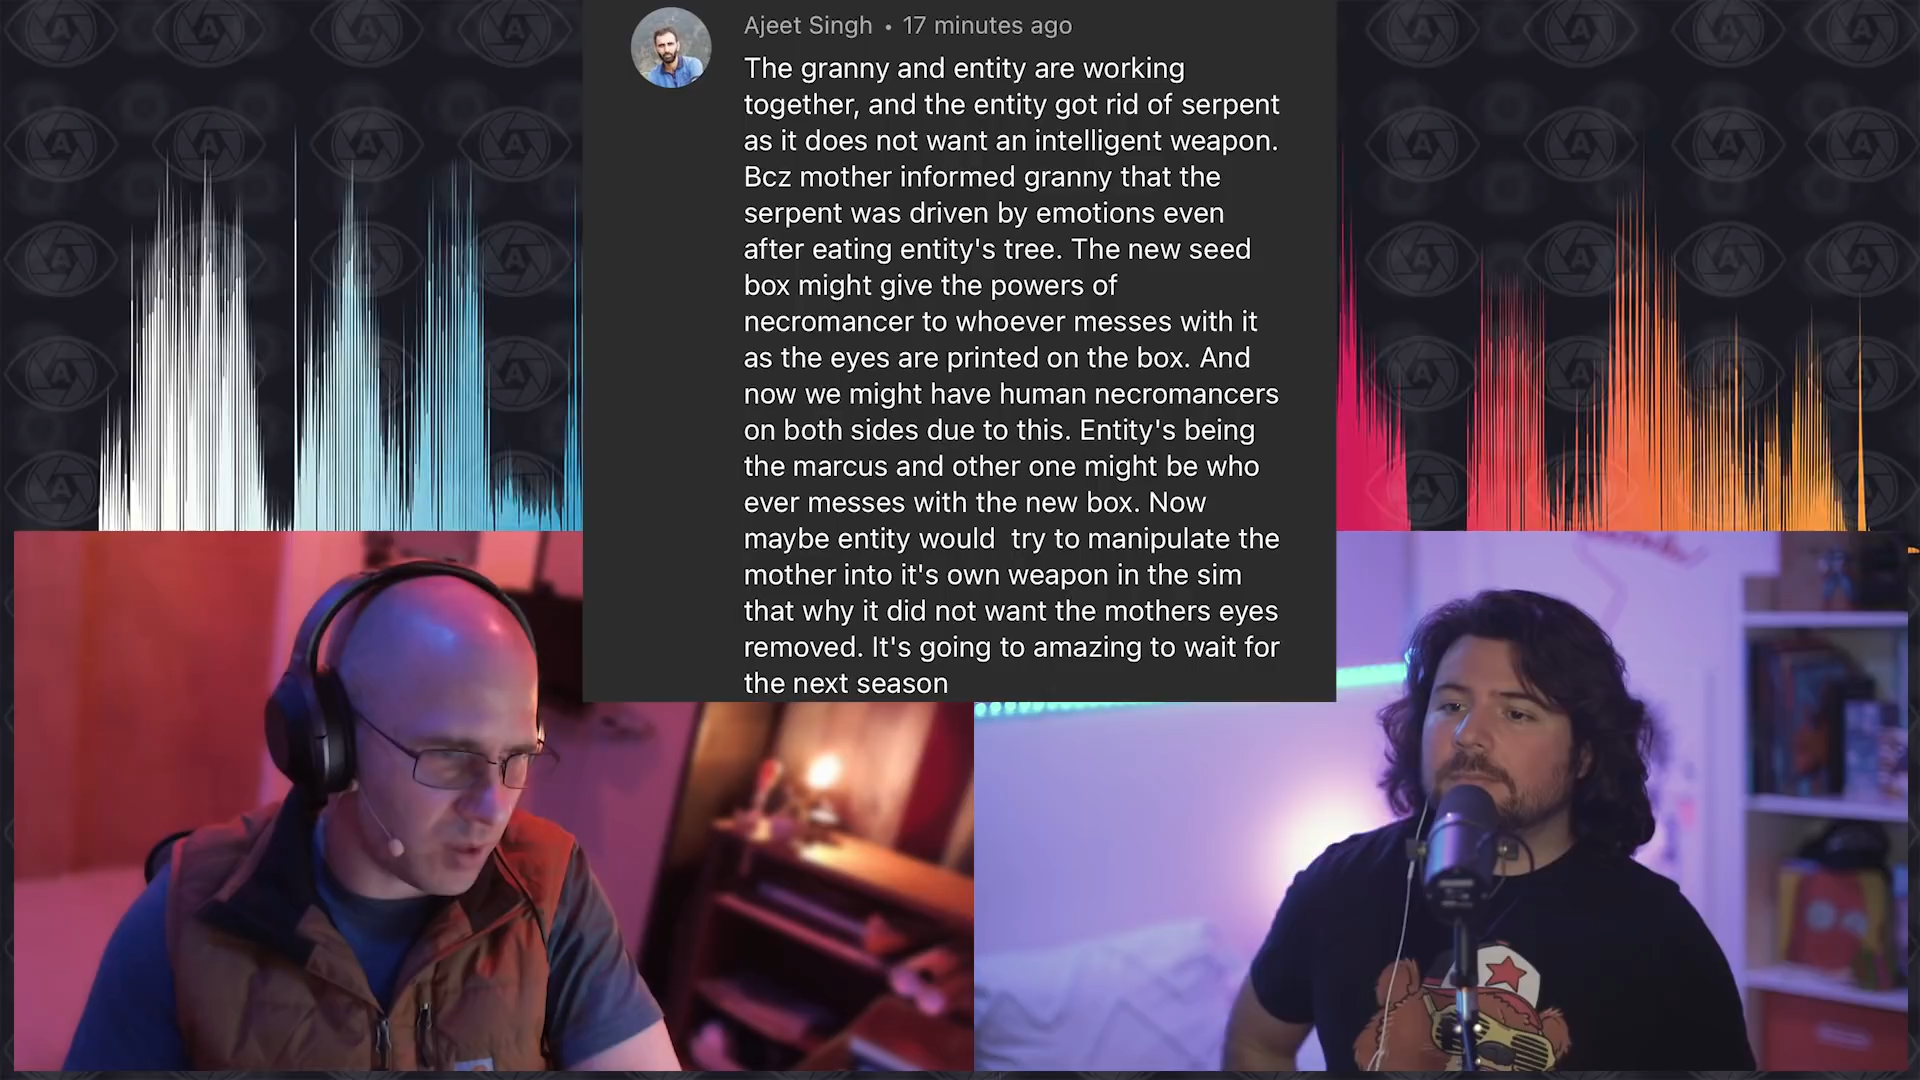 Ajeet Singh • 17 minutes ago
The granny and entity are working
together, and the entity got rid of serpent
as it does not want an intelligent weapon.
Bcz mother informed granny that the
serpent was driven by emotions even
after eating entity's tree. The new seed
box might give the powers of
necromancer to whoever messes with it
as the eyes are printed on the box. And
now we might have human necromancers
on both sides due to this. Entity's being
the marcus and other one might be who
ever messes with the new box. Now
maybe entity would  try to manipulate the
mother into it's own weapon in the sim
that why it did not want the mothers eyes
removed. It's going to amazing to wait for
the next season